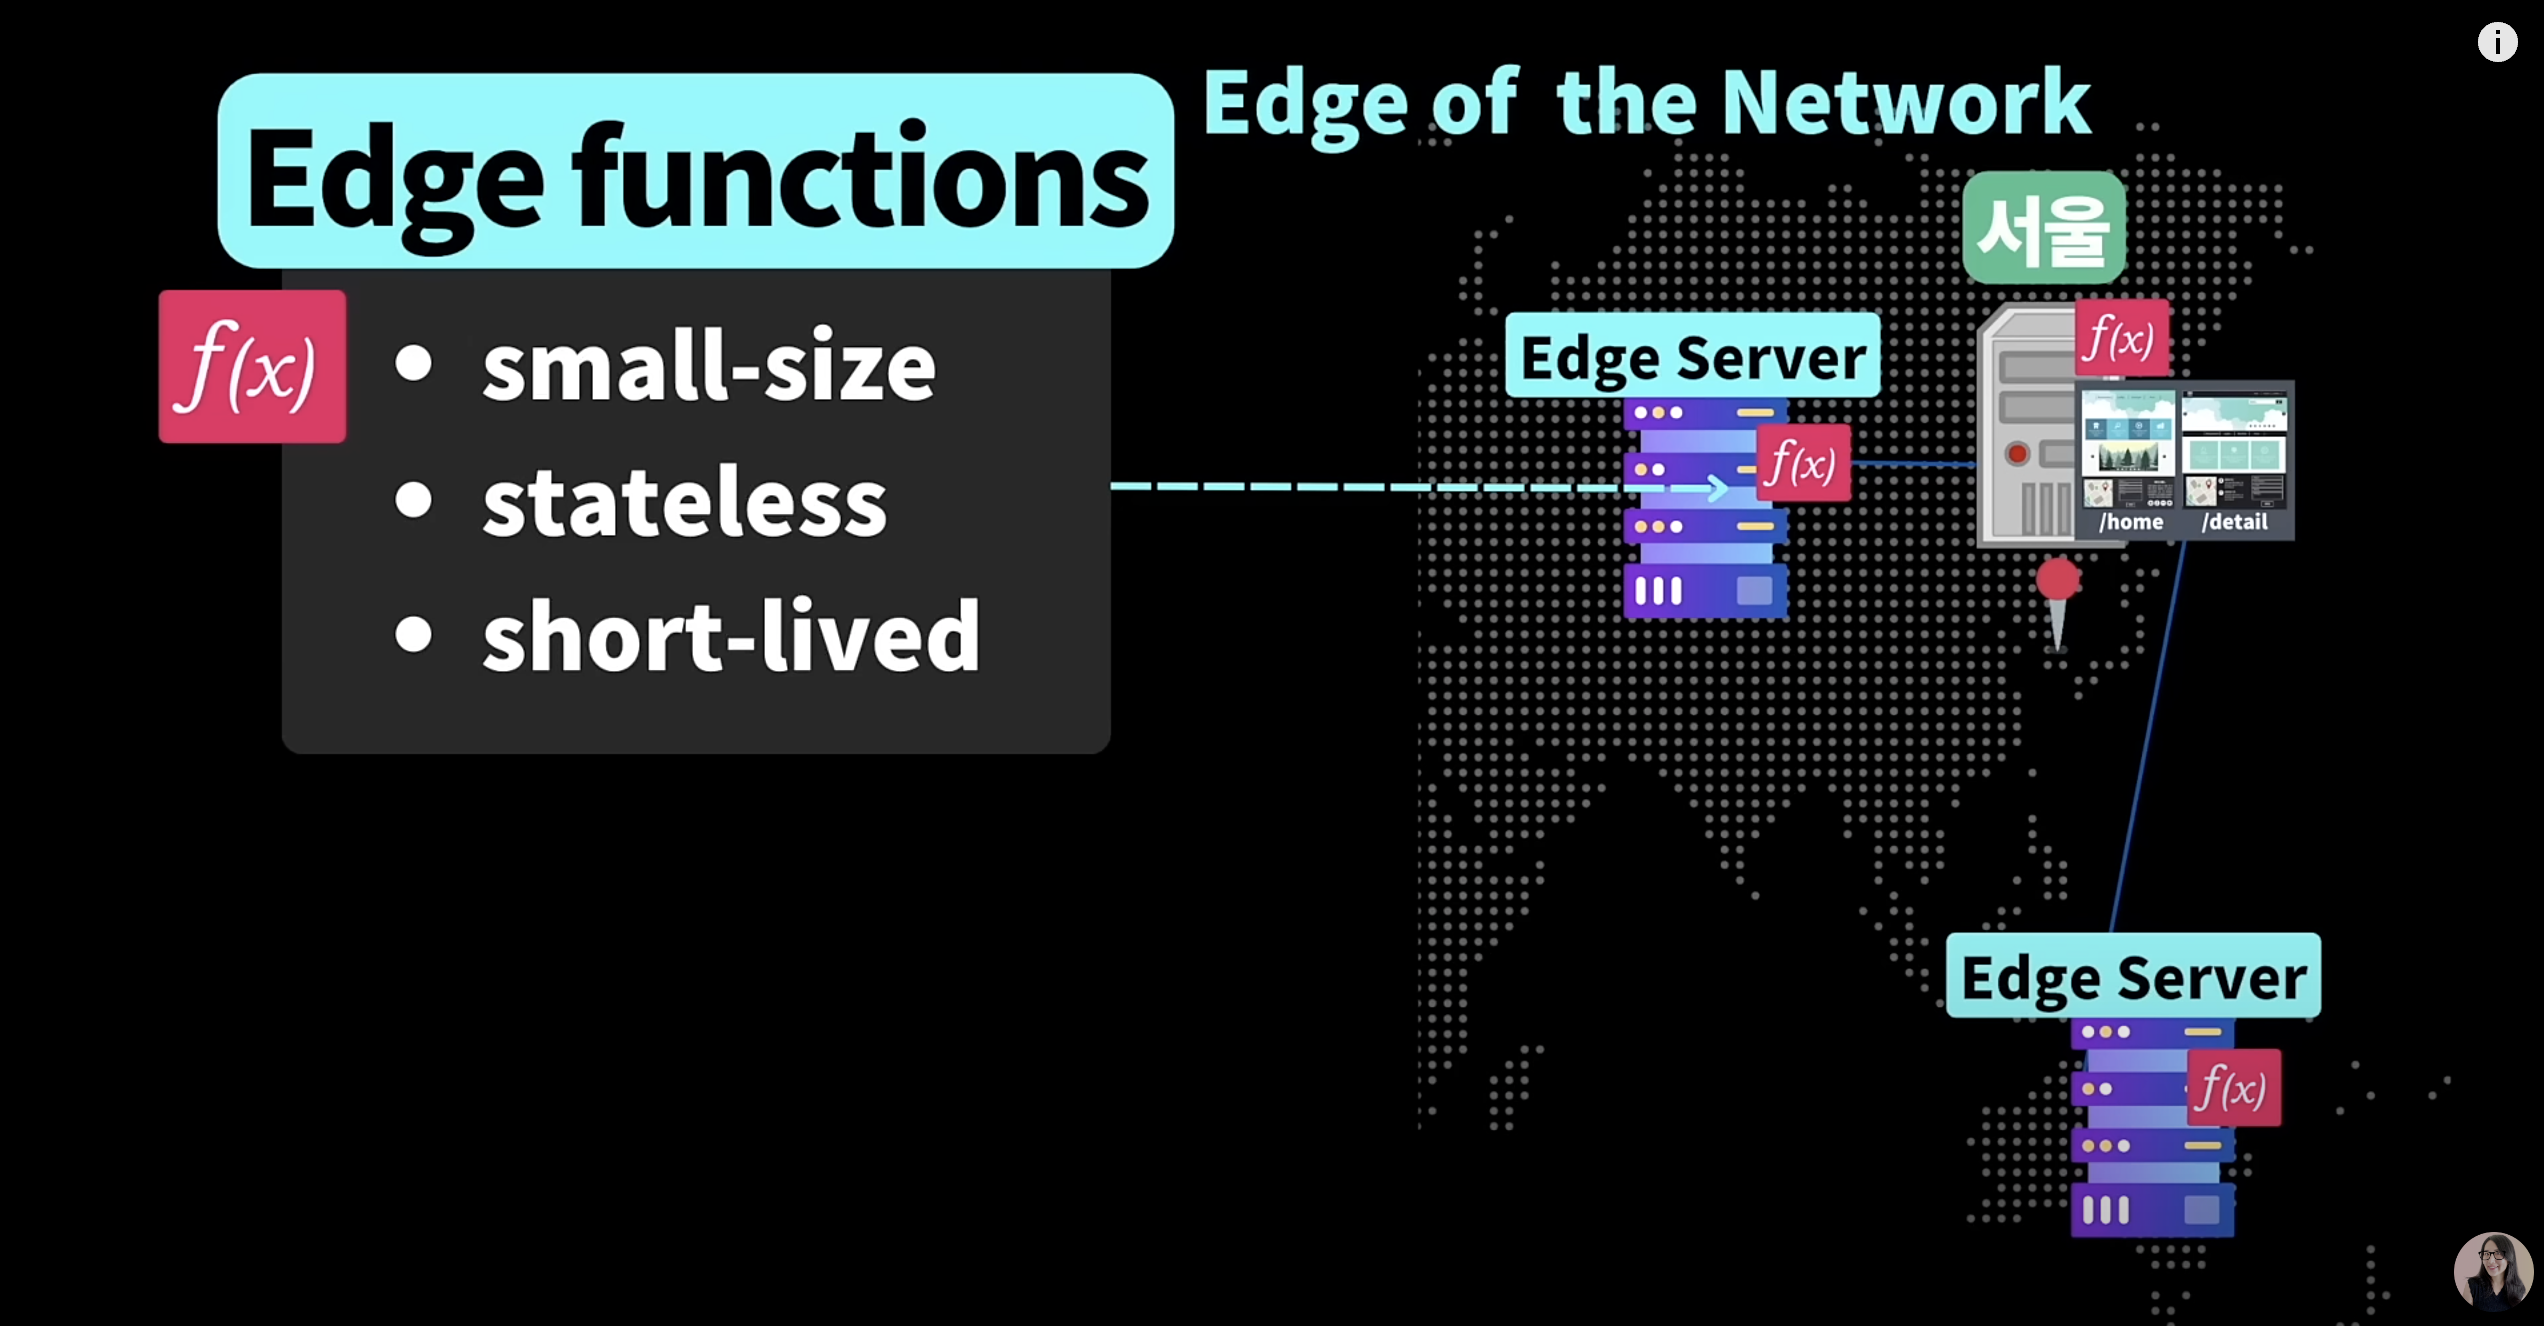 Edge functions
f(x)
• small-size
• stateless
• short-lived
Edge of the Network
서울
f(x)
Edge Server
f(x)
/home
/detail
Edge Server
f(x)
i